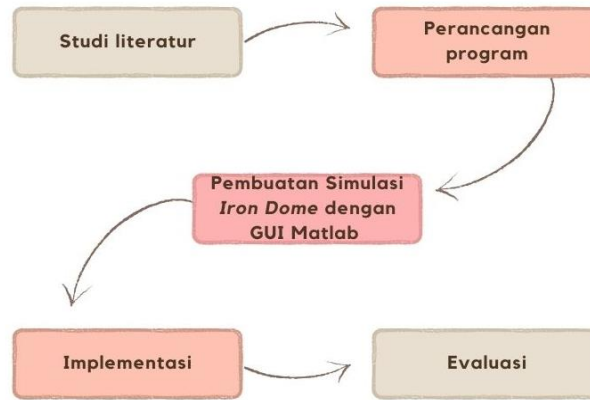 Studi literatur
Perancangan
program
Pembuatan Simulasi
Iron Dome dengan
GUI Matlab
Implementasi
Evaluasi